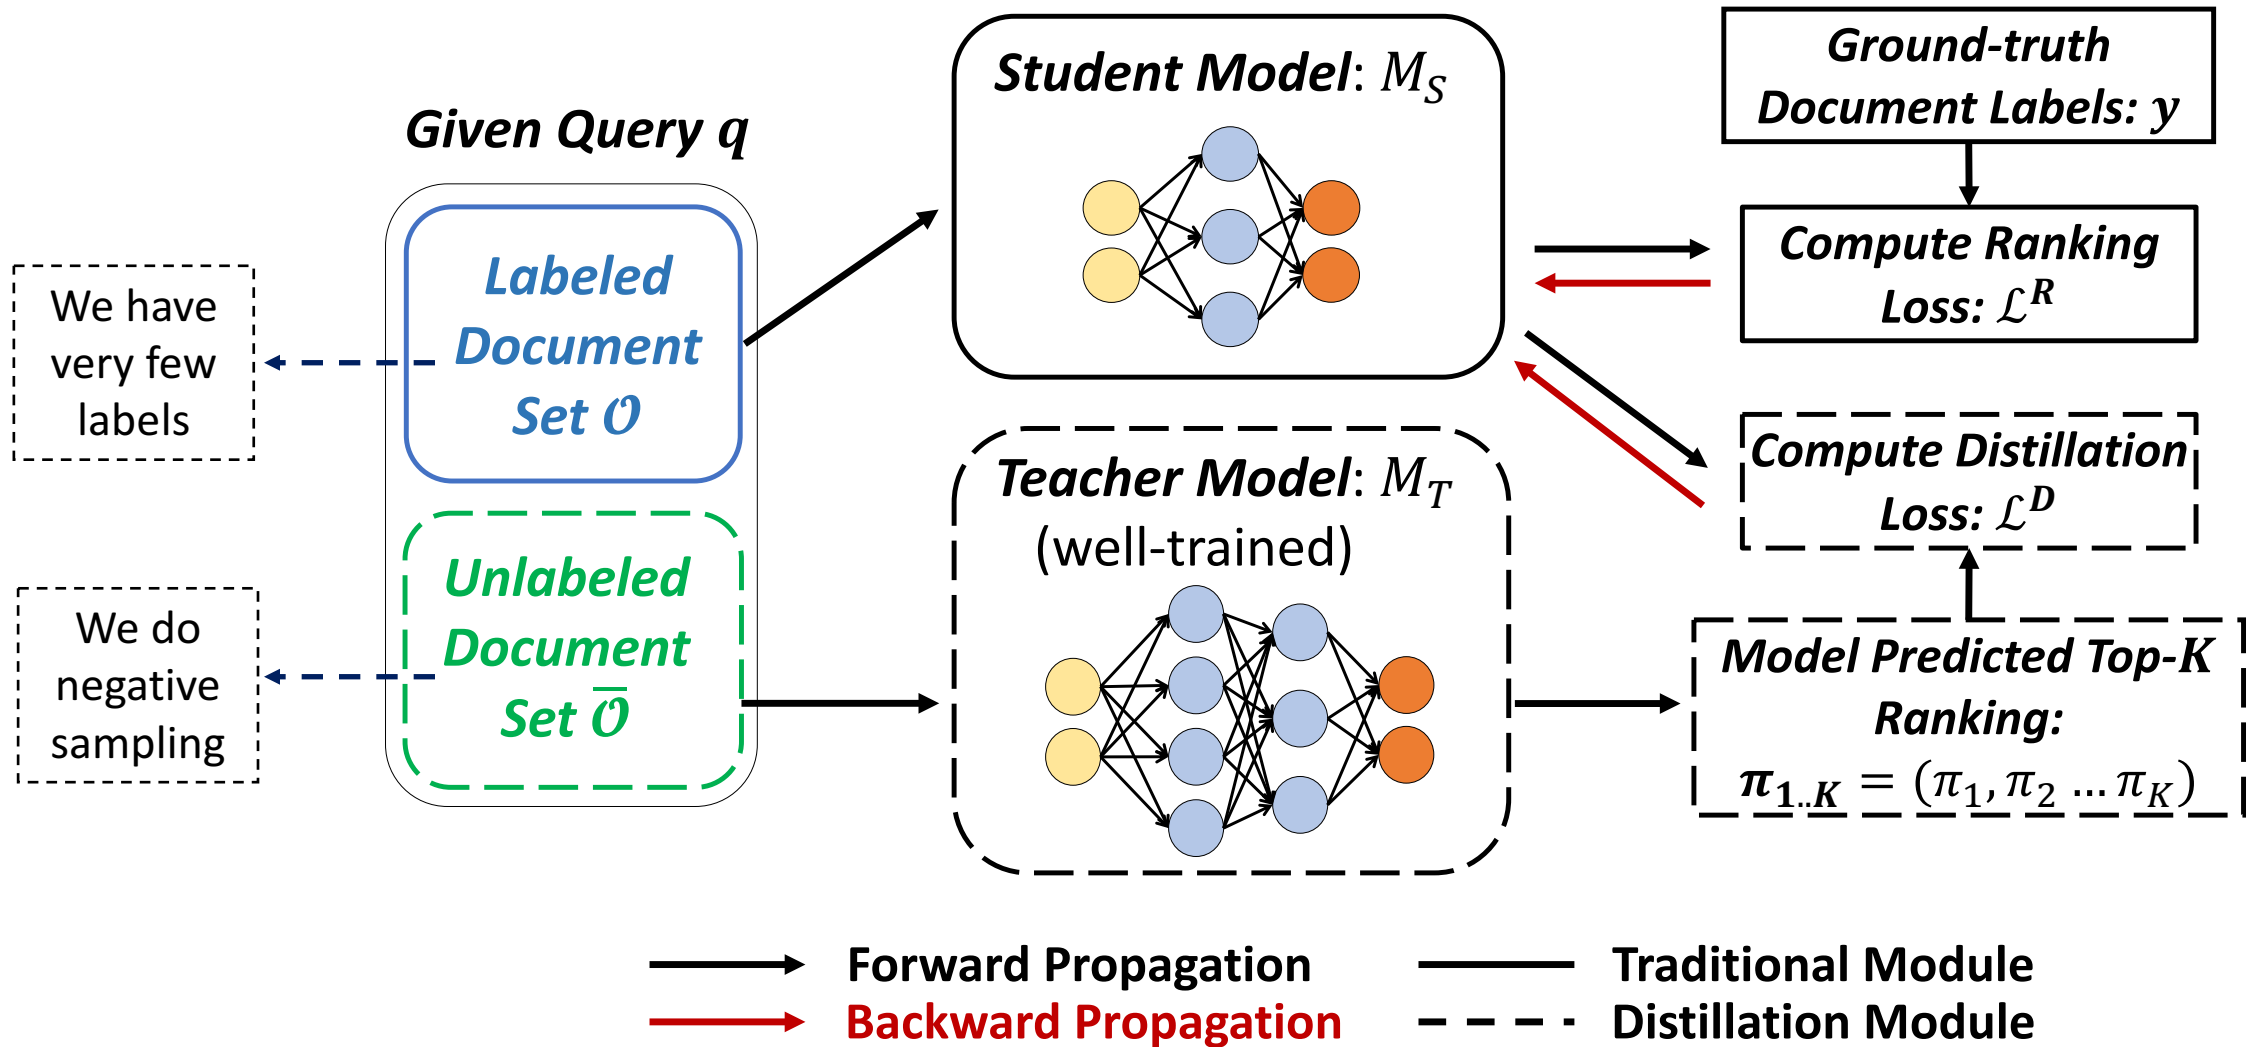 Given Query q
Labeled
Document
Set 𝒪
Unlabeled
Document
Set 𝒪̅
We have
very few
labels
We do
negative
sampling
Student Model: M_S
Teacher Model: M_T
(well-trained)
Ground-truth
Document Labels: y
Compute Ranking
Loss: ℒ^R
Compute Distillation
Loss: ℒ^D
Model Predicted Top-K
Ranking:
π_{1..K} = (π_1, π_2 … π_K)
Forward Propagation
Backward Propagation
Traditional Module
Distillation Module